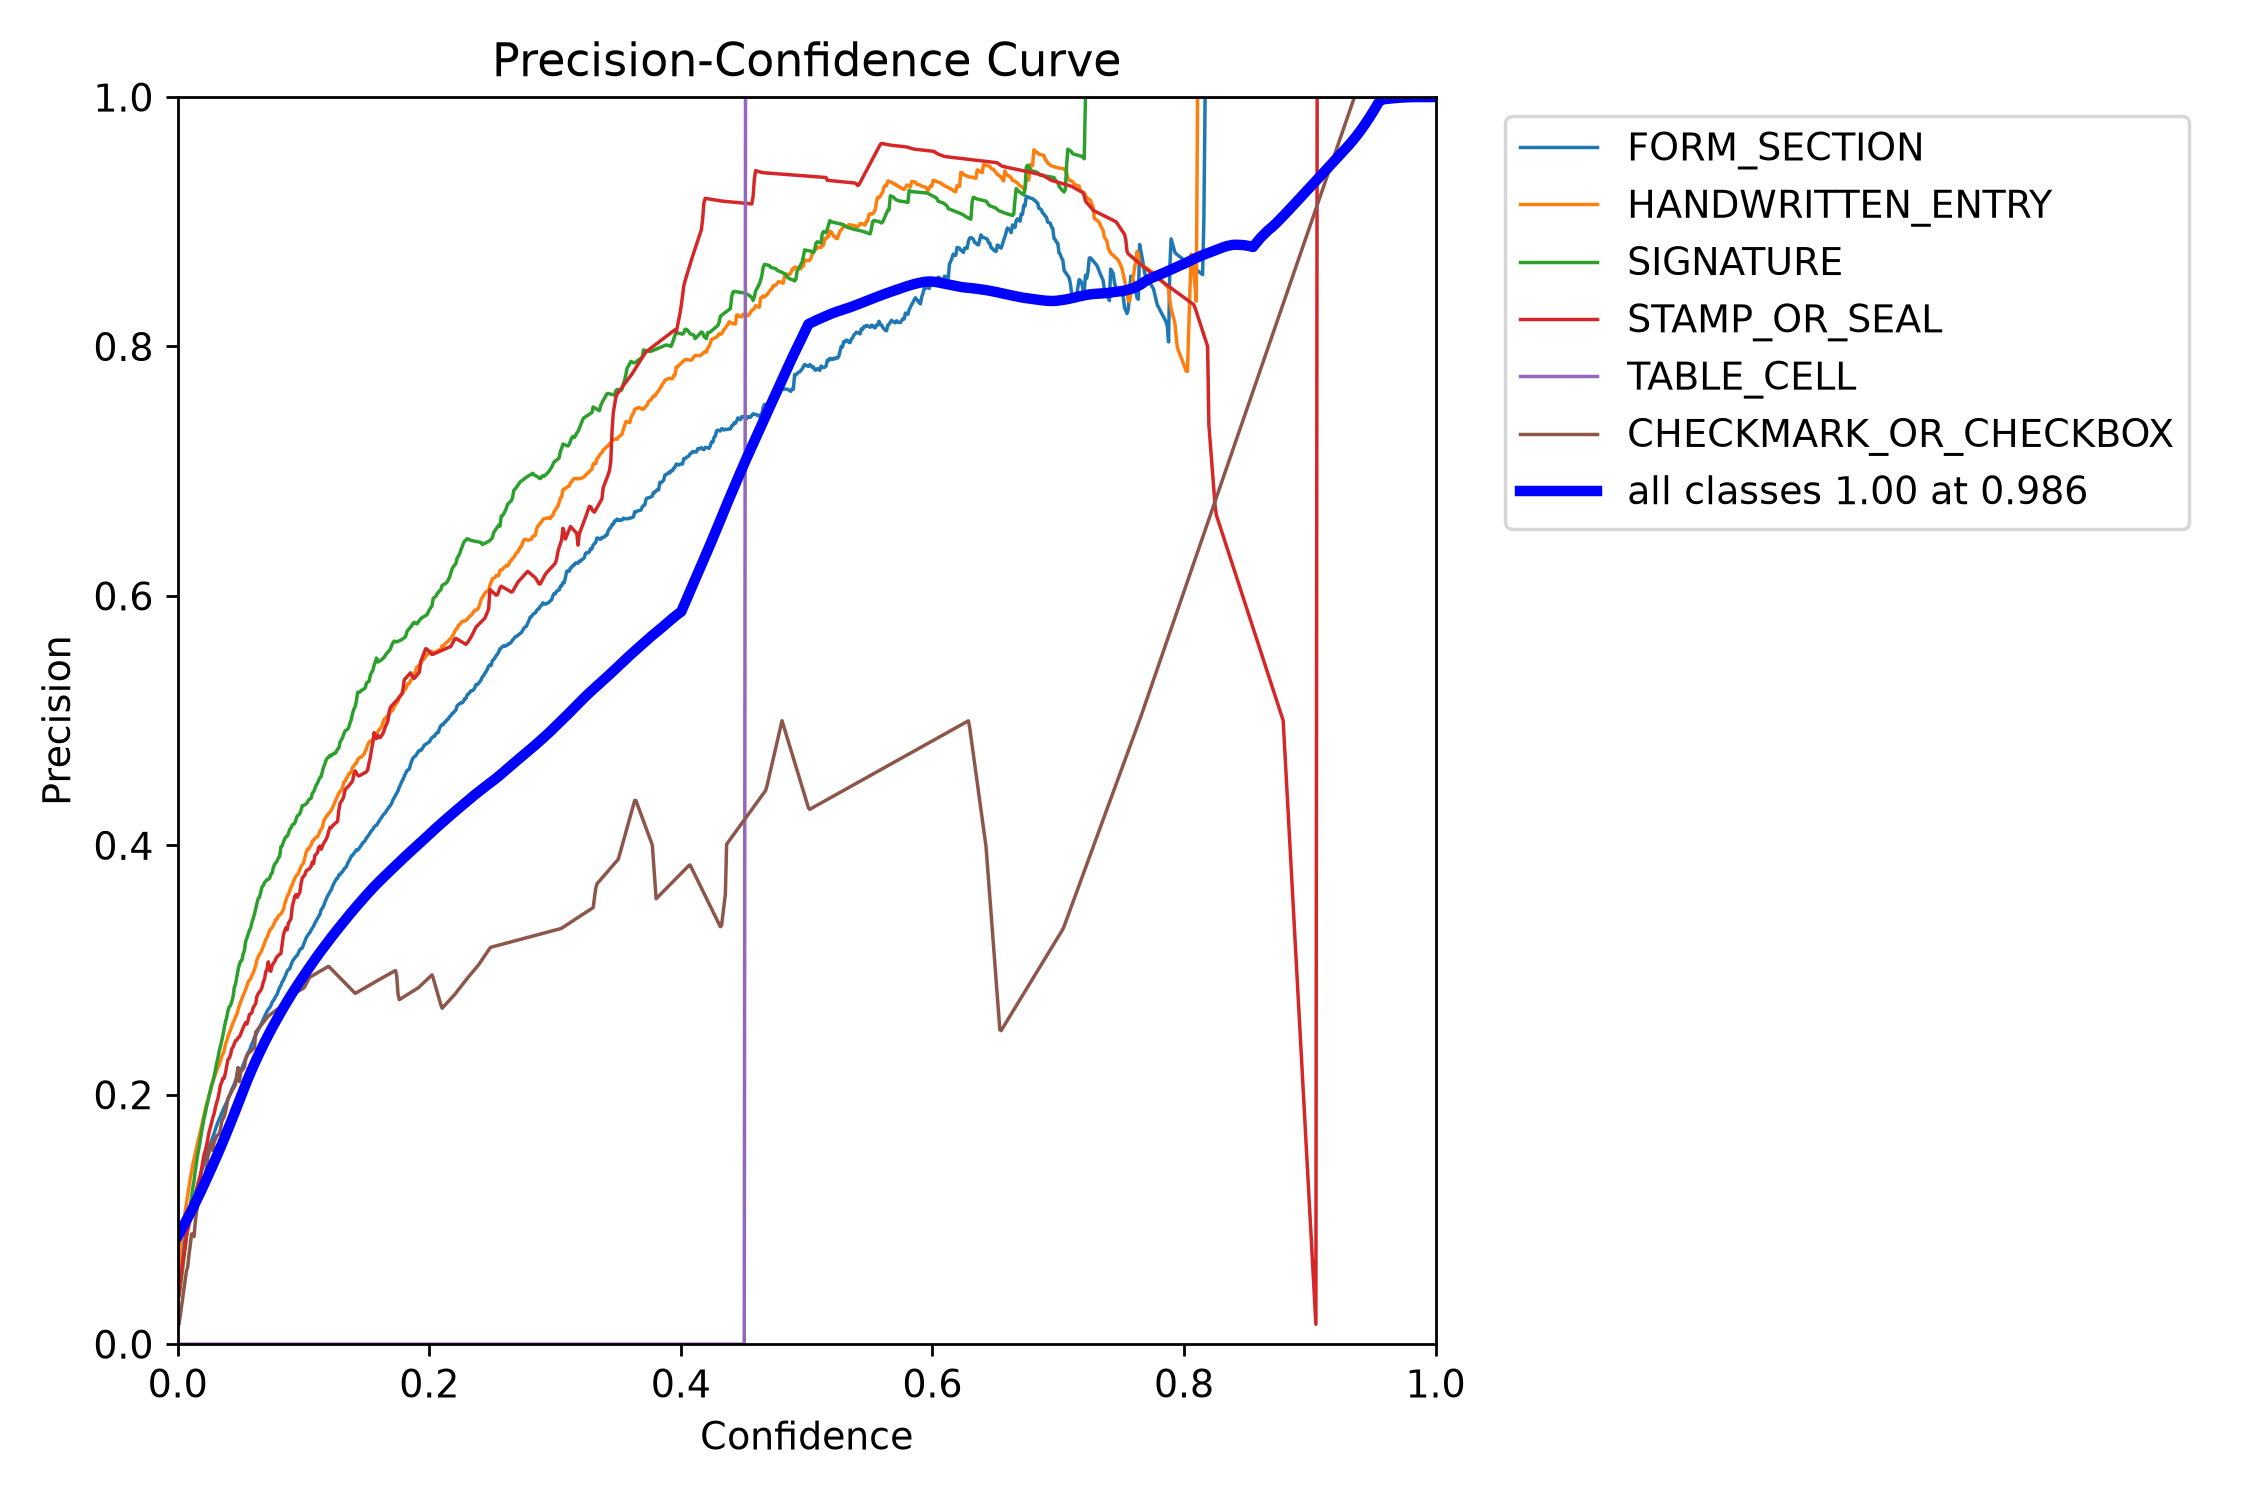 Precision-Confidence Curve
1.0
0.8
0.6
0.4
0.2
0.0
Precision
0.0 0.2 0.4 0.6 0.8 1.0
Confidence
FORM_SECTION
HANDWRITTEN_ENTRY
SIGNATURE
STAMP_OR_SEAL
TABLE_CELL
CHECKMARK_OR_CHECKBOX
all classes 1.00 at 0.986